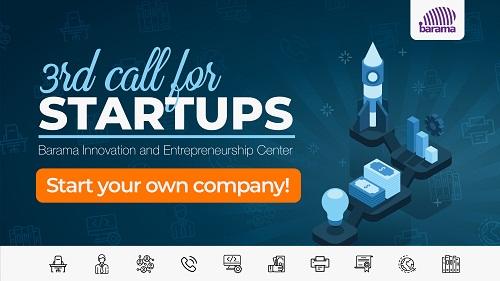 barama
3rd call for
STARTUPS
Barama Innovation and Entrepreneurship Center
Start your own company!